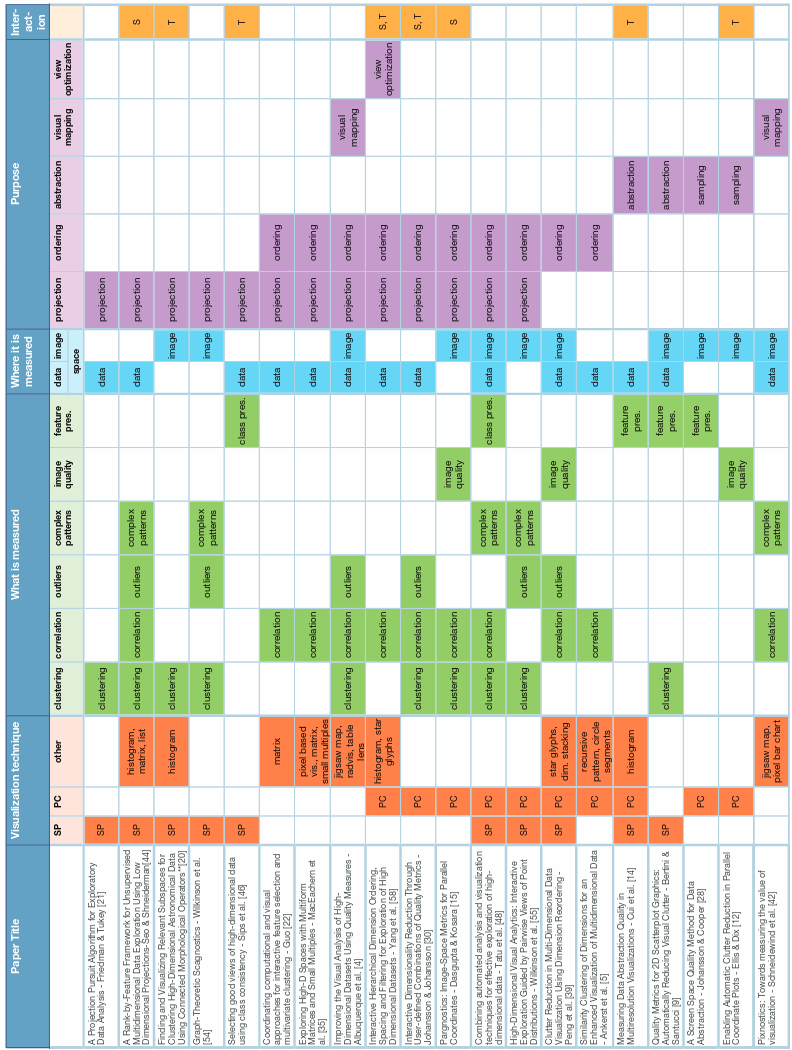 Paper Title
Visualization technique
What is measured
Where it is
measured
Purpose
Inter-
act-
ion
SP
PC
other
clustering
correlation
outliers
complex
patterns
image
quality
feature
pres.
data image
space
projection
ordering
abstraction
visual
mapping
view
optimization
A Projection Pursuit Algorithm for Exploratory
Data Analysis - Friedman & Tukey [21]
SP
clustering
data
projection
A Rank-by-Feature Framework for Unsupervised
Multidimensional Data Exploration Using Low
Dimensional Projections-Seo & Shneiderman[44]
SP
histogram,
matrix, list
clustering
correlation
outliers
complex
patterns
data
projection
S
Finding and Visualizing Relevant Subspaces for
Clustering High-Dimensional Astronomical Data
Using Connected Morphological Operators ""[20]
SP
histogram
clustering
image
projection
T
Graph-Theoretic Scagnostics - Wilkinson et al.
[54]
SP
clustering
outliers
complex
patterns
image
projection
Selecting good views of high-dimensional data
using class consistency - Sips et al. [46]
SP
class pres.
data
projection
T
Coordinating computational and visual
approaches for interactive feature selection and
multivariate clustering - Guo [22]
matrix
correlation
data
projection
ordering
Exploring High-D Spaces with Multiform
Matrices and Small Multiples - MacEachern et
al. [35]
pixel based
vis., matrix,
small multiples
correlation
data
projection
ordering
Improving the Visual Analysis of High-
Dimensional Datasets Using Quality Measures -
Albuquerque et al. [4]
jigsaw map,
radvis, table
lens
clustering
correlation
outliers
data
image
projection
ordering
visual
mapping
Interactive Hierarchical Dimension Ordering,
Spacing and Filtering for Exploration of High
Dimensional Datasets - Yang et al. [58]
PC
histogram, star
glyphs
correlation
data
projection
ordering
view
optimization
S, T
Interactive Dimensionality Reduction Through
User-defined Combinations of Quality Metrics -
Johansson & Johansson [30]
PC
clustering
correlation
outliers
data
projection
ordering
S, T
Pargnostics: Image-Space Metrics for Parallel
Coordinates - Dasgupta & Kosara [15]
PC
clustering
correlation
image
quality
image
projection
ordering
S
Combining automated analysis and visualization
techniques for effective exploration of high-
dimensional data - Tatu et al. [48]
SP
PC
clustering
correlation
complex
patterns
class pres.
data
image
projection
ordering
High-Dimensional Visual Analytics: Interactive
Exploration Guided by Pairwise Views of Point
Distributions - Wilkinson et al. [55]
SP
PC
clustering
outliers
complex
patterns
data
image
projection
ordering
Clutter Reduction in Multi-Dimensional Data
Visualization Using Dimension Reordering -
Peng et al. [39]
SP
PC
star glyphs,
dim. stacking
correlation
outliers
image
quality
data
image
ordering
Similarity Clustering of Dimensions for an
Enhanced Visualization of Multidimensional Data
- Ankerst et al. [5]
PC
recursive
pattern, circle
segments
correlation
data
ordering
Measuring Data Abstraction Quality in
Multiresolution Visualizations - Cui et al. [14]
SP
PC
histogram
feature
pres.
data
abstraction
T
Quality Metrics for 2D Scatterplot Graphics:
Automatically Reducing Visual Clutter - Bertini &
Santucci [9]
SP
clustering
feature
pres.
data
image
abstraction
A Screen Space Quality Method for Data
Abstraction - Johansson & Cooper [28]
PC
feature
pres.
image
sampling
Enabling Automatic Clutter Reduction in Parallel
Coordinate Plots - Ellis & Dix [12]
PC
image
quality
image
sampling
T
Pixnostics: Towards measuring the value of
visualization - Schneidewind et al. [42]
jigsaw map,
pixel bar chart
correlation
complex
patterns
data
image
visual
mapping